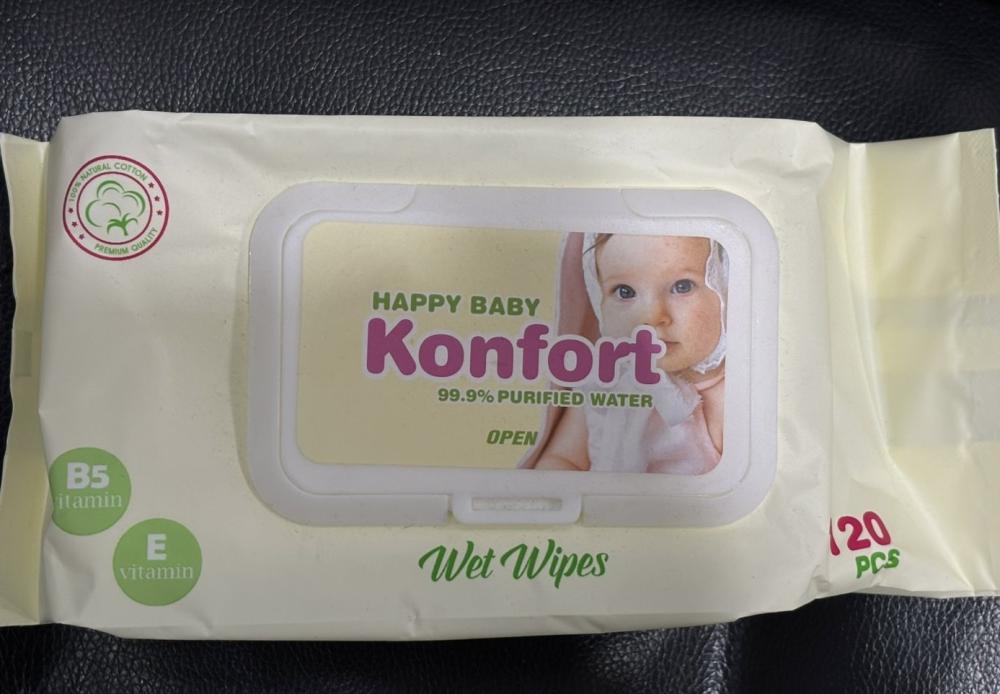 100% NATURAL COTTON
PREMIUM QUALITY
HAPPY BABY
Konfort
99.9% PURIFIED WATER
OPEN
B5
vitamin
E
vitamin
Wet Wipes
120
PCS